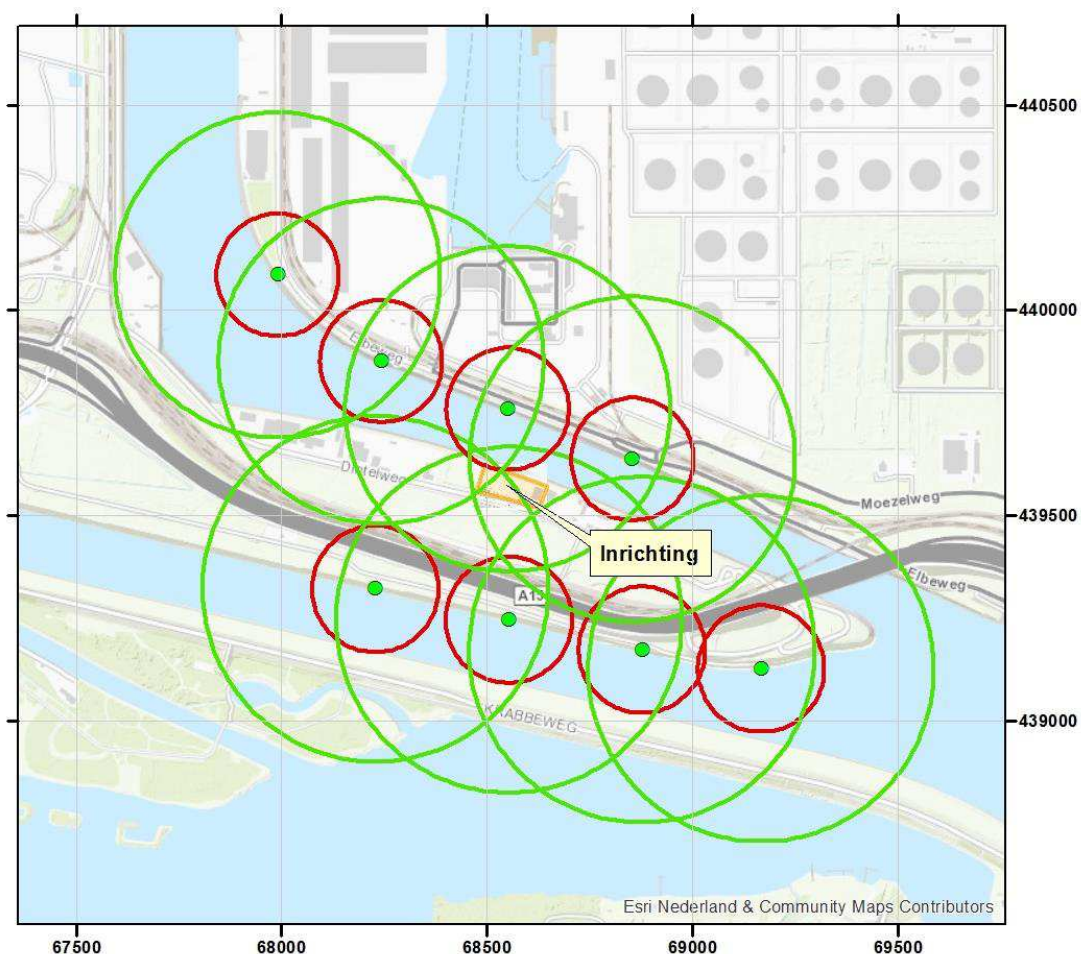 440500
440000
Elbeweg
Moezelweg
Dintelweg
439500
Inrichting
Elbeweg
A15
KRABBEWEG
439000
Esri Nederland & Community Maps Contributors
67500 68000 68500 69000 69500